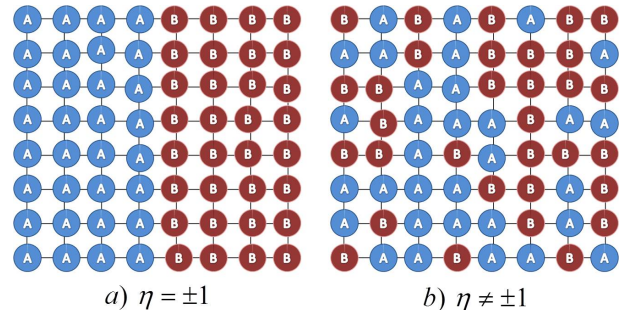 A A A A B B B B B A B A B A B B
A A A A B B B B A A B A B B B A
A A A A B B B B B B A A B B B B
A A A A B B B B A B A A A B A A
A A A A B B B B B B A B A B B B
A A A A B B B B A A A A B B A B
A A A A B B B B A B A A A B A B
A A A A B B B B B A A B A A B A
a) η = ±1 b) η ≠ ±1